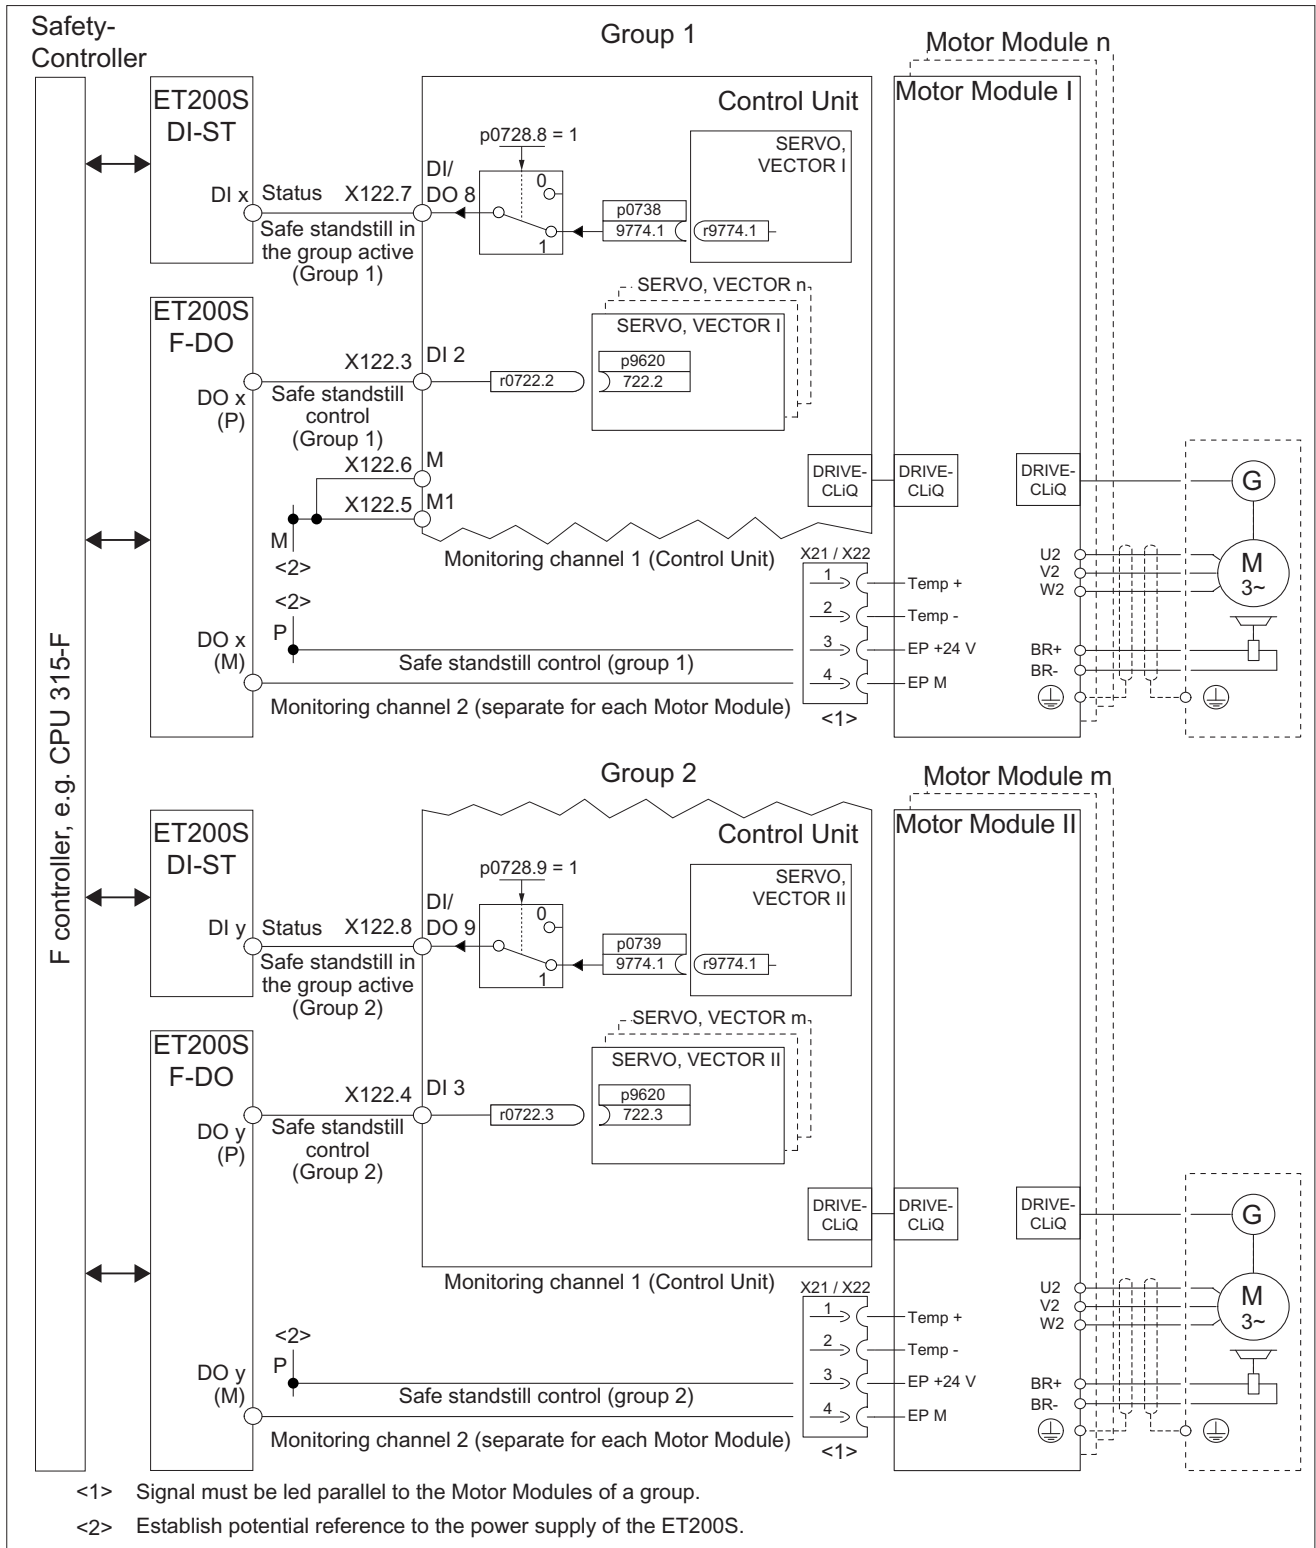 Safety-
Controller
Group 1
Motor Module n
ET200S
DI-ST
Control Unit
Motor Module I
p0728.8 = 1
SERVO,
VECTOR I
DI/
DO 8
0
1
DI x
Status
X122.7
p0738
9774.1
r9774.1
Safe standstill in
the group active
(Group 1)
SERVO, VECTOR n
SERVO, VECTOR I
ET200S
F-DO
X122.3
DI 2
p9620
722.2
r0722.2
DO x
(P)
Safe standstill
control
(Group 1)
X122.6
M
X122.5
M1
M
<2>
DRIVE-
CLiQ
DRIVE-
CLiQ
DRIVE-
CLiQ
G
Monitoring channel 1 (Control Unit)
X21 / X22
1
Temp +
2
Temp -
3
EP +24 V
4
EP M
<1>
U2
V2
W2
M
3~
BR+
BR-
<2>
P
DO x
(M)
Safe standstill control (group 1)
Monitoring channel 2 (separate for each Motor Module)
F controller, e.g. CPU 315-F
Group 2
Motor Module m
ET200S
DI-ST
Control Unit
Motor Module II
p0728.9 = 1
SERVO,
VECTOR II
DI/
DO 9
0
1
DI y
Status
X122.8
p0739
9774.1
r9774.1
Safe standstill in
the group active
(Group 2)
SERVO, VECTOR m
SERVO, VECTOR II
ET200S
F-DO
X122.4
DI 3
p9620
722.3
r0722.3
DO y
(P)
Safe standstill
control
(Group 2)
DRIVE-
CLiQ
DRIVE-
CLiQ
DRIVE-
CLiQ
G
Monitoring channel 1 (Control Unit)
X21 / X22
1
Temp +
2
Temp -
3
EP +24 V
4
EP M
<1>
U2
V2
W2
M
3~
BR+
BR-
<2>
P
DO y
(M)
Safe standstill control (group 2)
Monitoring channel 2 (separate for each Motor Module)
<1> Signal must be led parallel to the Motor Modules of a group.
<2> Establish potential reference to the power supply of the ET200S.